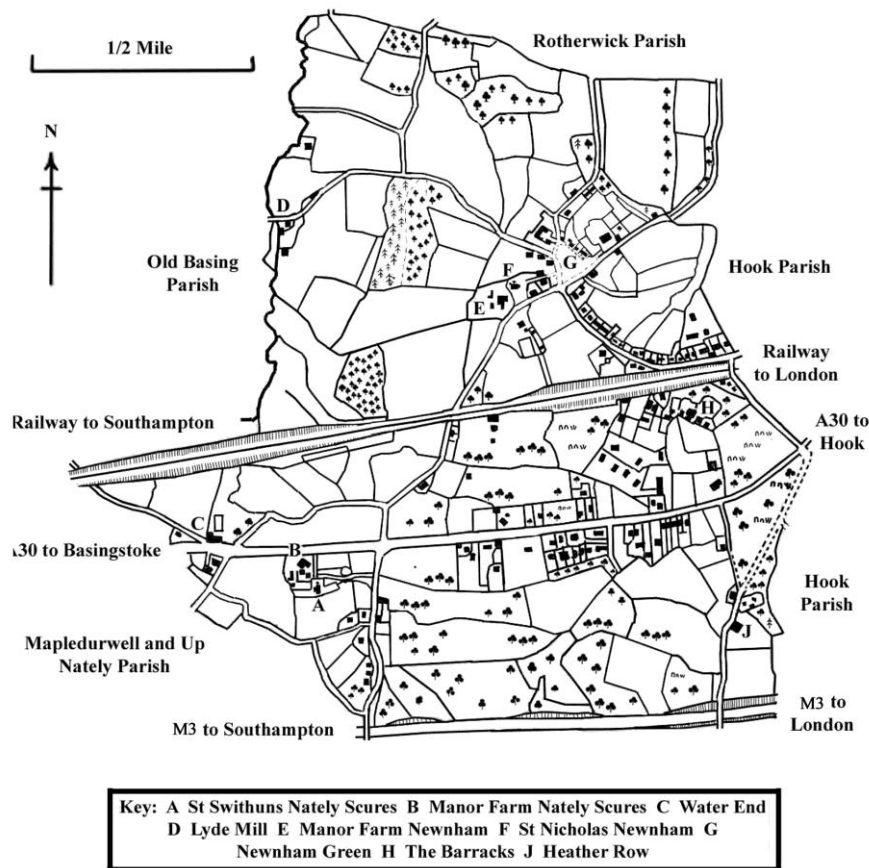 1/2 Mile
Rotherwick Parish
N
D
Old Basing
Parish
F
G
E
Hook Parish
Railway
to London
H
Railway to Southampton
A30 to
Hook
C
.30 to Basingstoke
B
A
Hook
Parish
J
Mapledurwell and Up
Nately Parish
M3 to Southampton
M3 to
London
Key: A St Swithuns Nately Scures B Manor Farm Nately Scures C Water End
D Lyde Mill E Manor Farm Newnham F St Nicholas Newnham G
Newnham Green H The Barracks J Heather Row